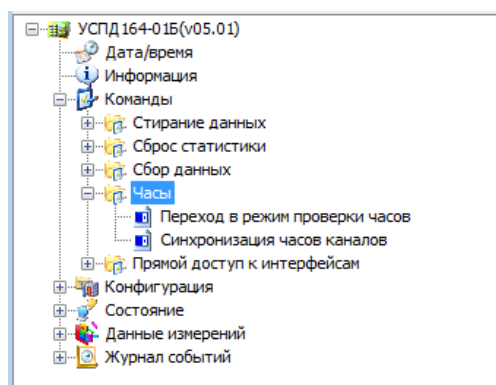 УСПД 164-01Б(v05.01)
Дата/время
Информация
Команды
Стирание данных
Сброс статистики
Сбор данных
Часы
Переход в режим проверки часов
Синхронизация часов каналов
Прямой доступ к интерфейсам
Конфигурация
Состояние
Данные измерений
Журнал событий